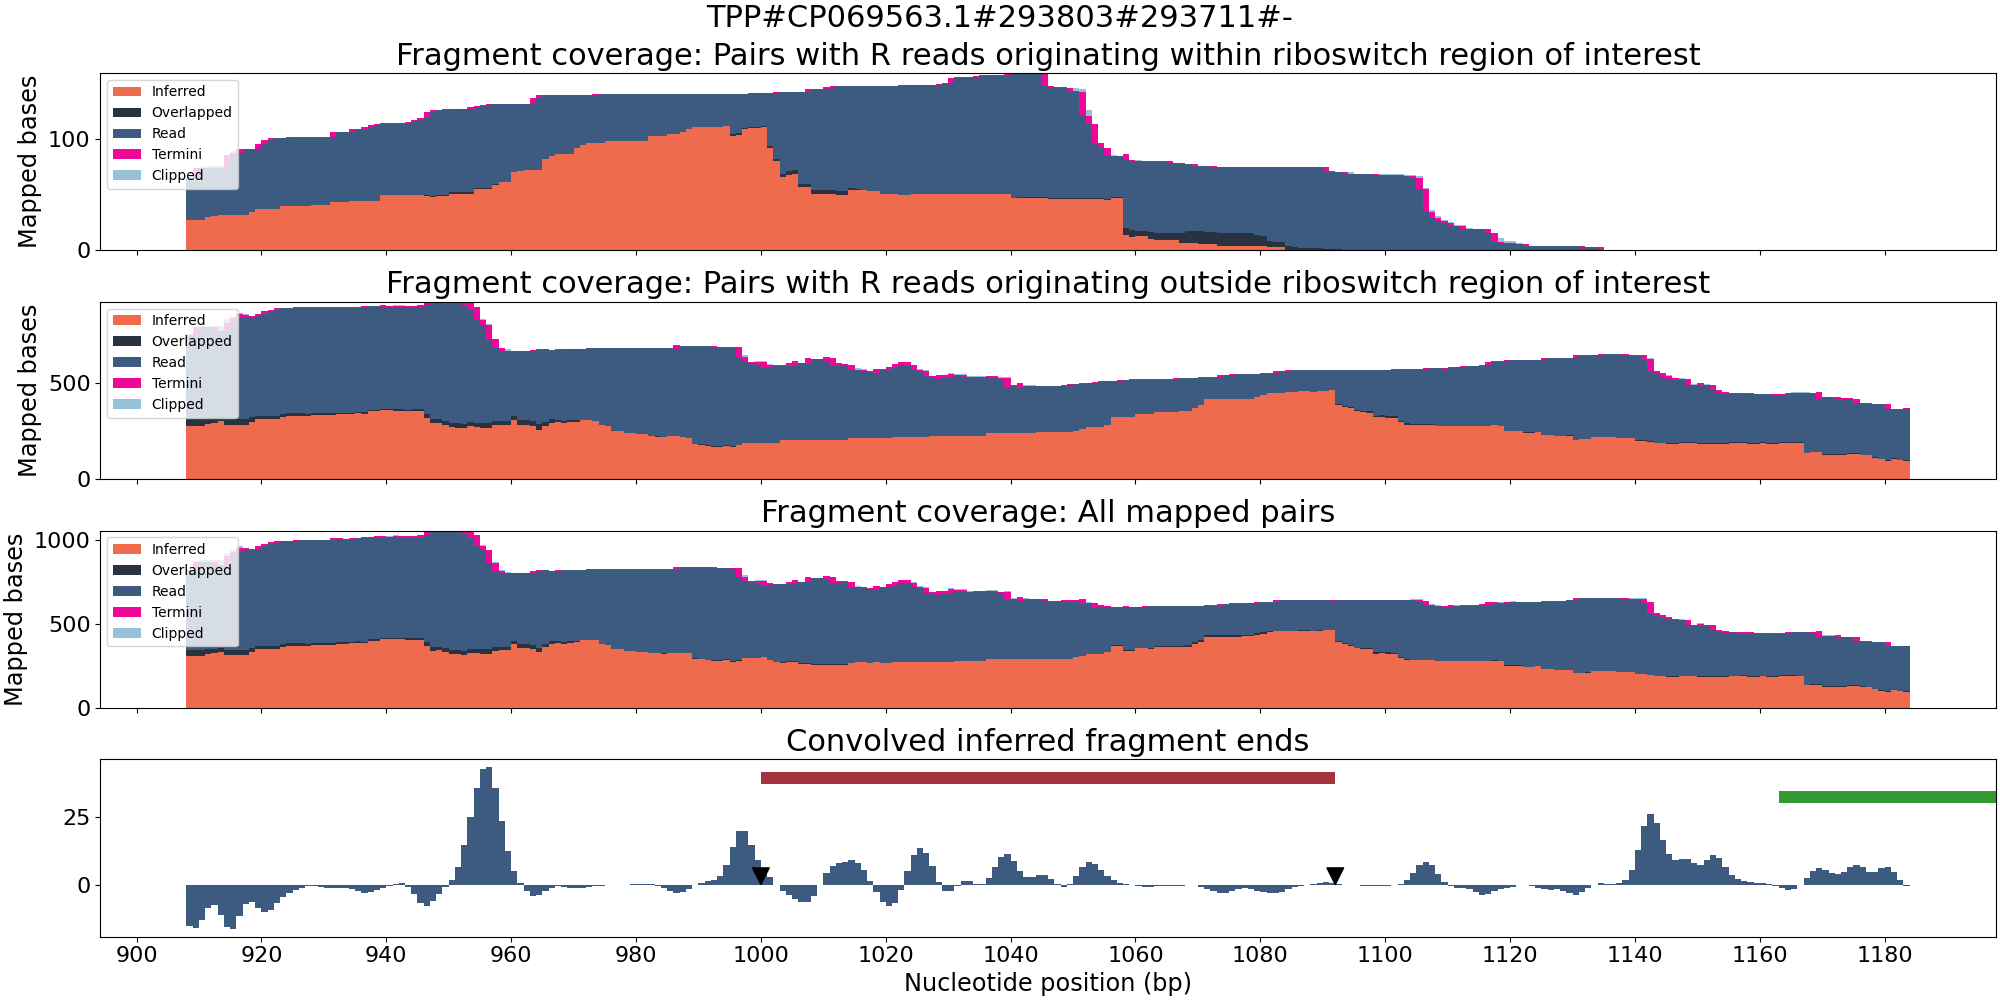 TPP#CP069563.1#293803#293711#-
Fragment coverage: Pairs with R reads originating within riboswitch region of interest
Mapped bases
100
0
Inferred
Overlapped
Read
Termini
Clipped
Fragment coverage: Pairs with R reads originating outside riboswitch region of interest
Mapped bases
500
0
Inferred
Overlapped
Read
Termini
Clipped
Fragment coverage: All mapped pairs
Mapped bases
1000
500
0
Inferred
Overlapped
Read
Termini
Clipped
Convolved inferred fragment ends
25
0
900 920 940 960 980 1000 1020 1040 1060 1080 1100 1120 1140 1160 1180
Nucleotide position (bp)